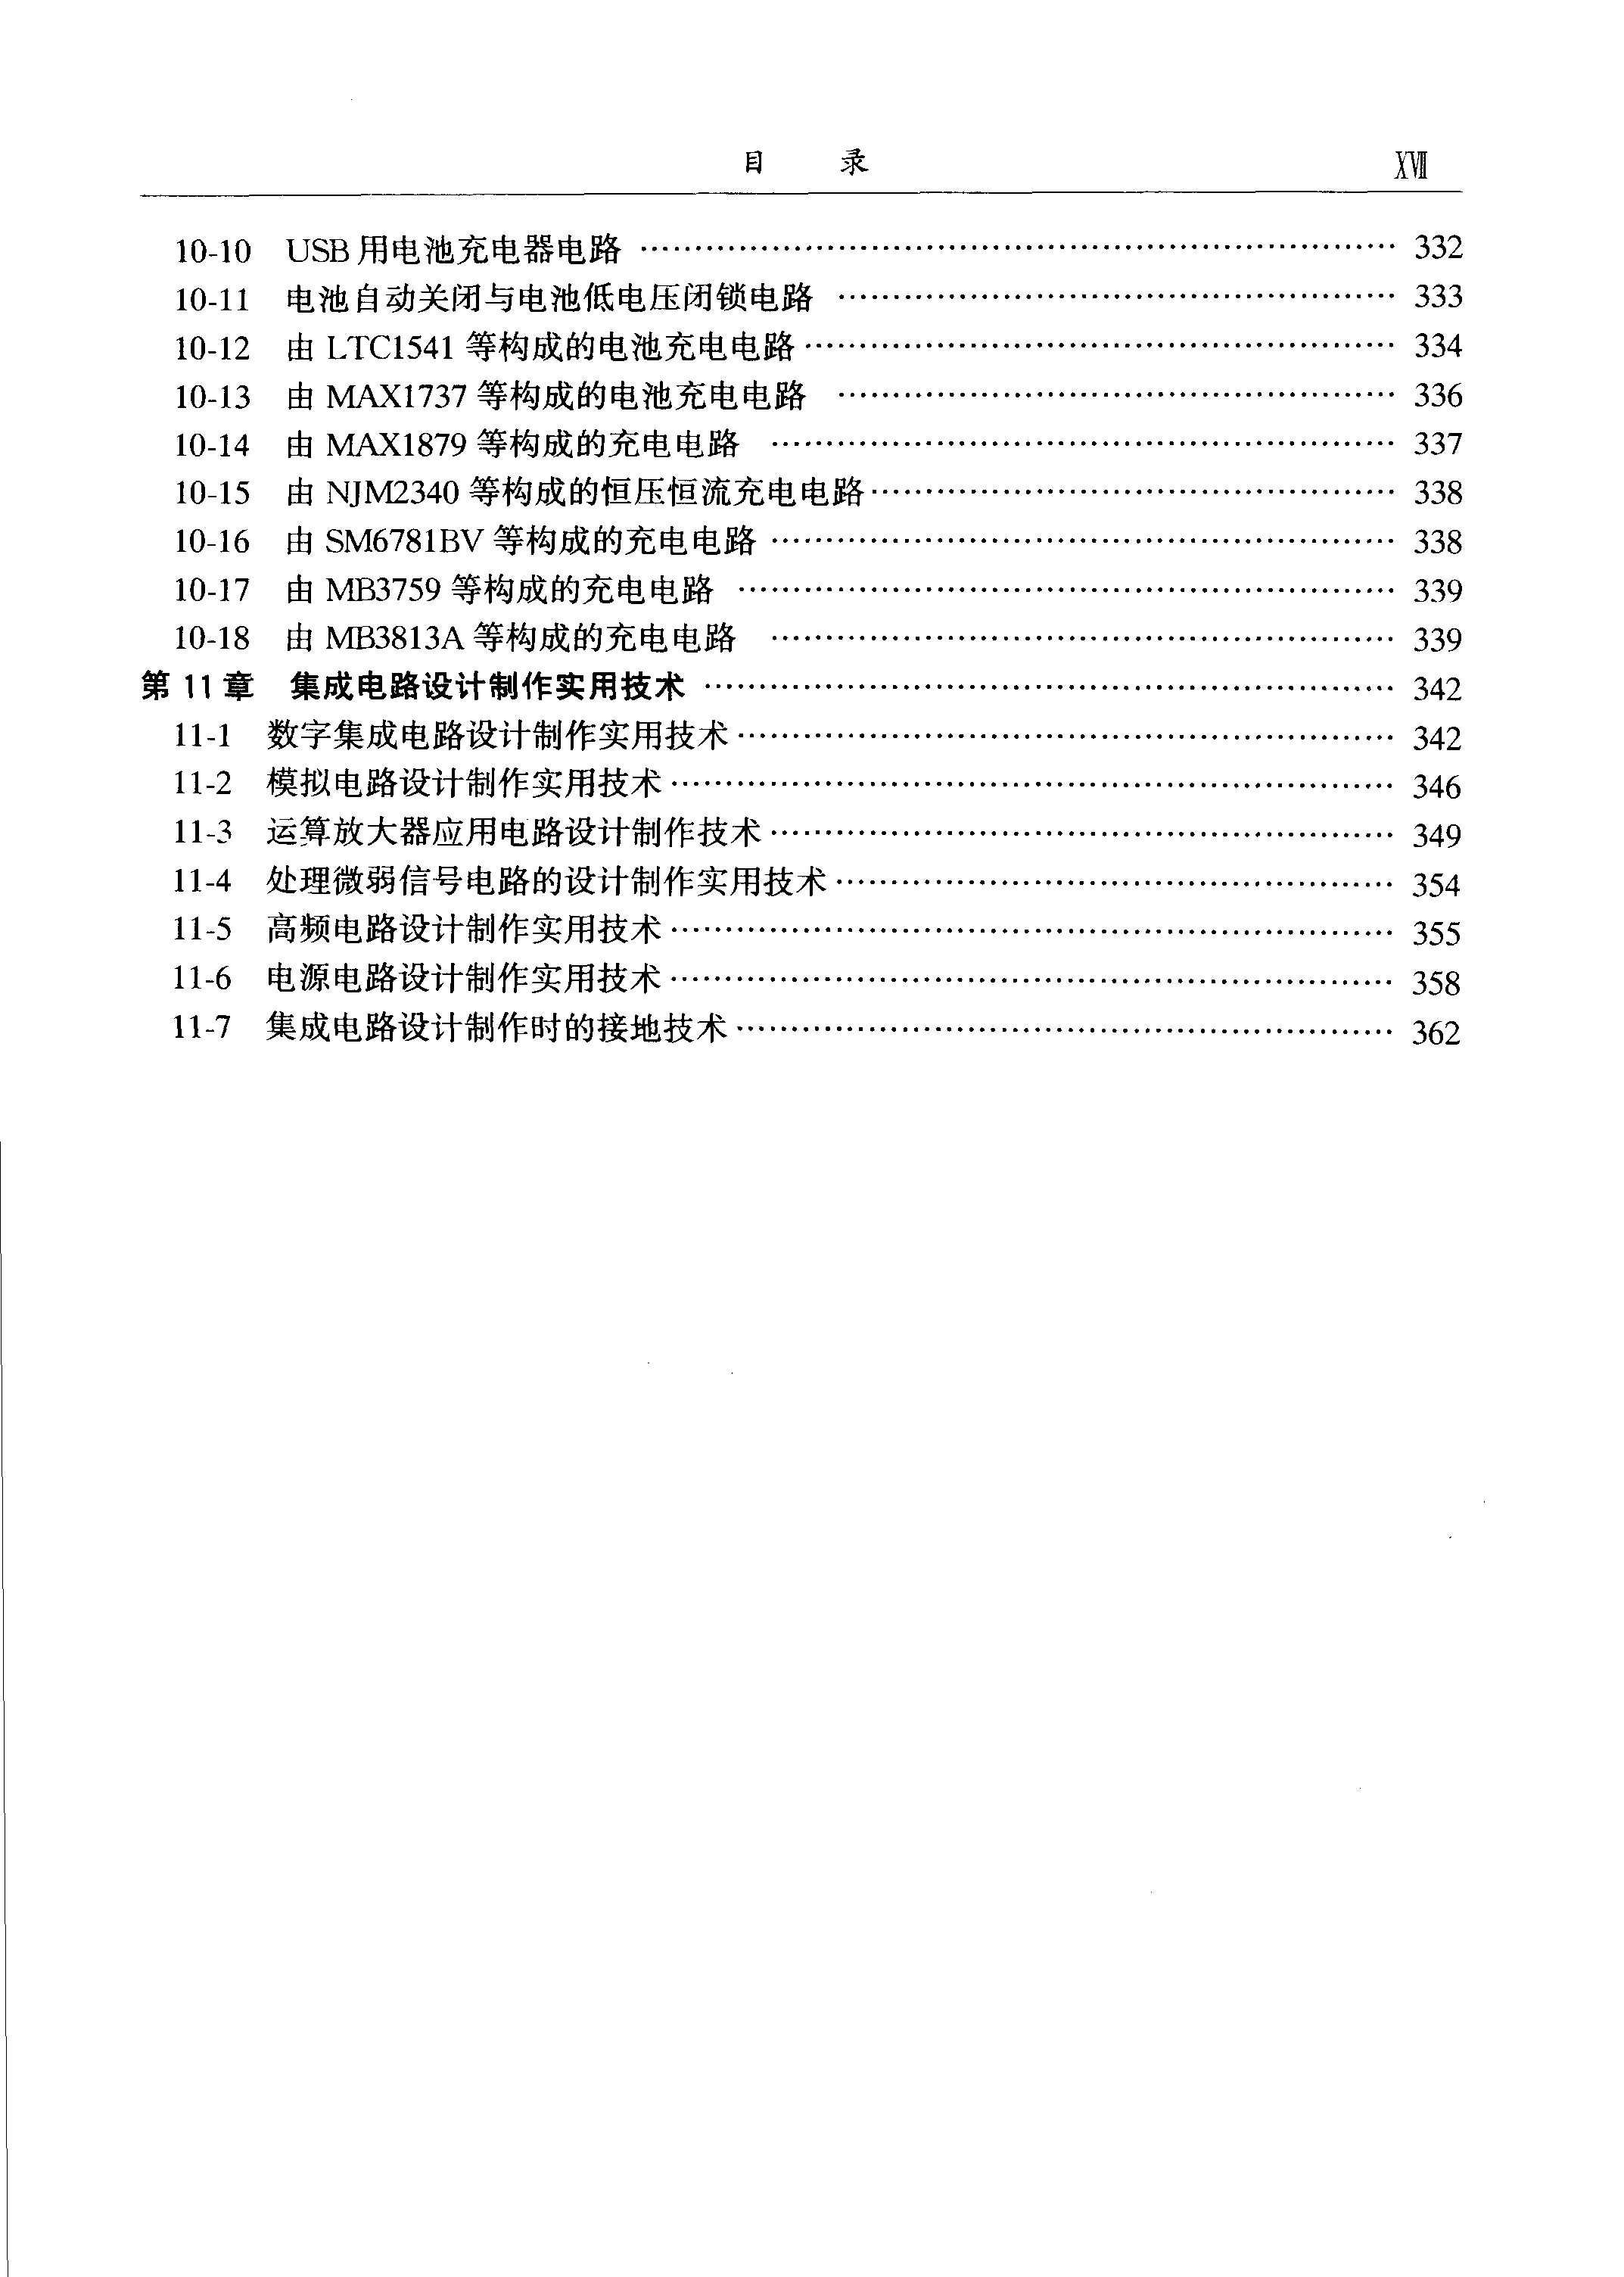 目 录 XVII
10-10 USB用电池充电器电路 …… 332
10-11 电池自动关闭与电池低电压闭锁电路 …… 333
10-12 由 LTC1541 等构成的电池充电电路 …… 334
10-13 由 MAX1737 等构成的电池充电电路 …… 336
10-14 由 MAX1879 等构成的充电电路 …… 337
10-15 由 NJM2340 等构成的恒压恒流充电电路 …… 338
10-16 由 SM6781BV 等构成的充电电路 …… 338
10-17 由 MB3759 等构成的充电电路 …… 339
10-18 由 MB3813A 等构成的充电电路 …… 339
第 11 章 集成电路设计制作实用技术 …… 342
11-1 数字集成电路设计制作实用技术 …… 342
11-2 模拟电路设计制作实用技术 …… 346
11-3 运算放大器应用电路设计制作技术 …… 349
11-4 处理微弱信号电路的设计制作实用技术 …… 354
11-5 高频电路设计制作实用技术 …… 355
11-6 电源电路设计制作实用技术 …… 358
11-7 集成电路设计制作时的接地技术 …… 362